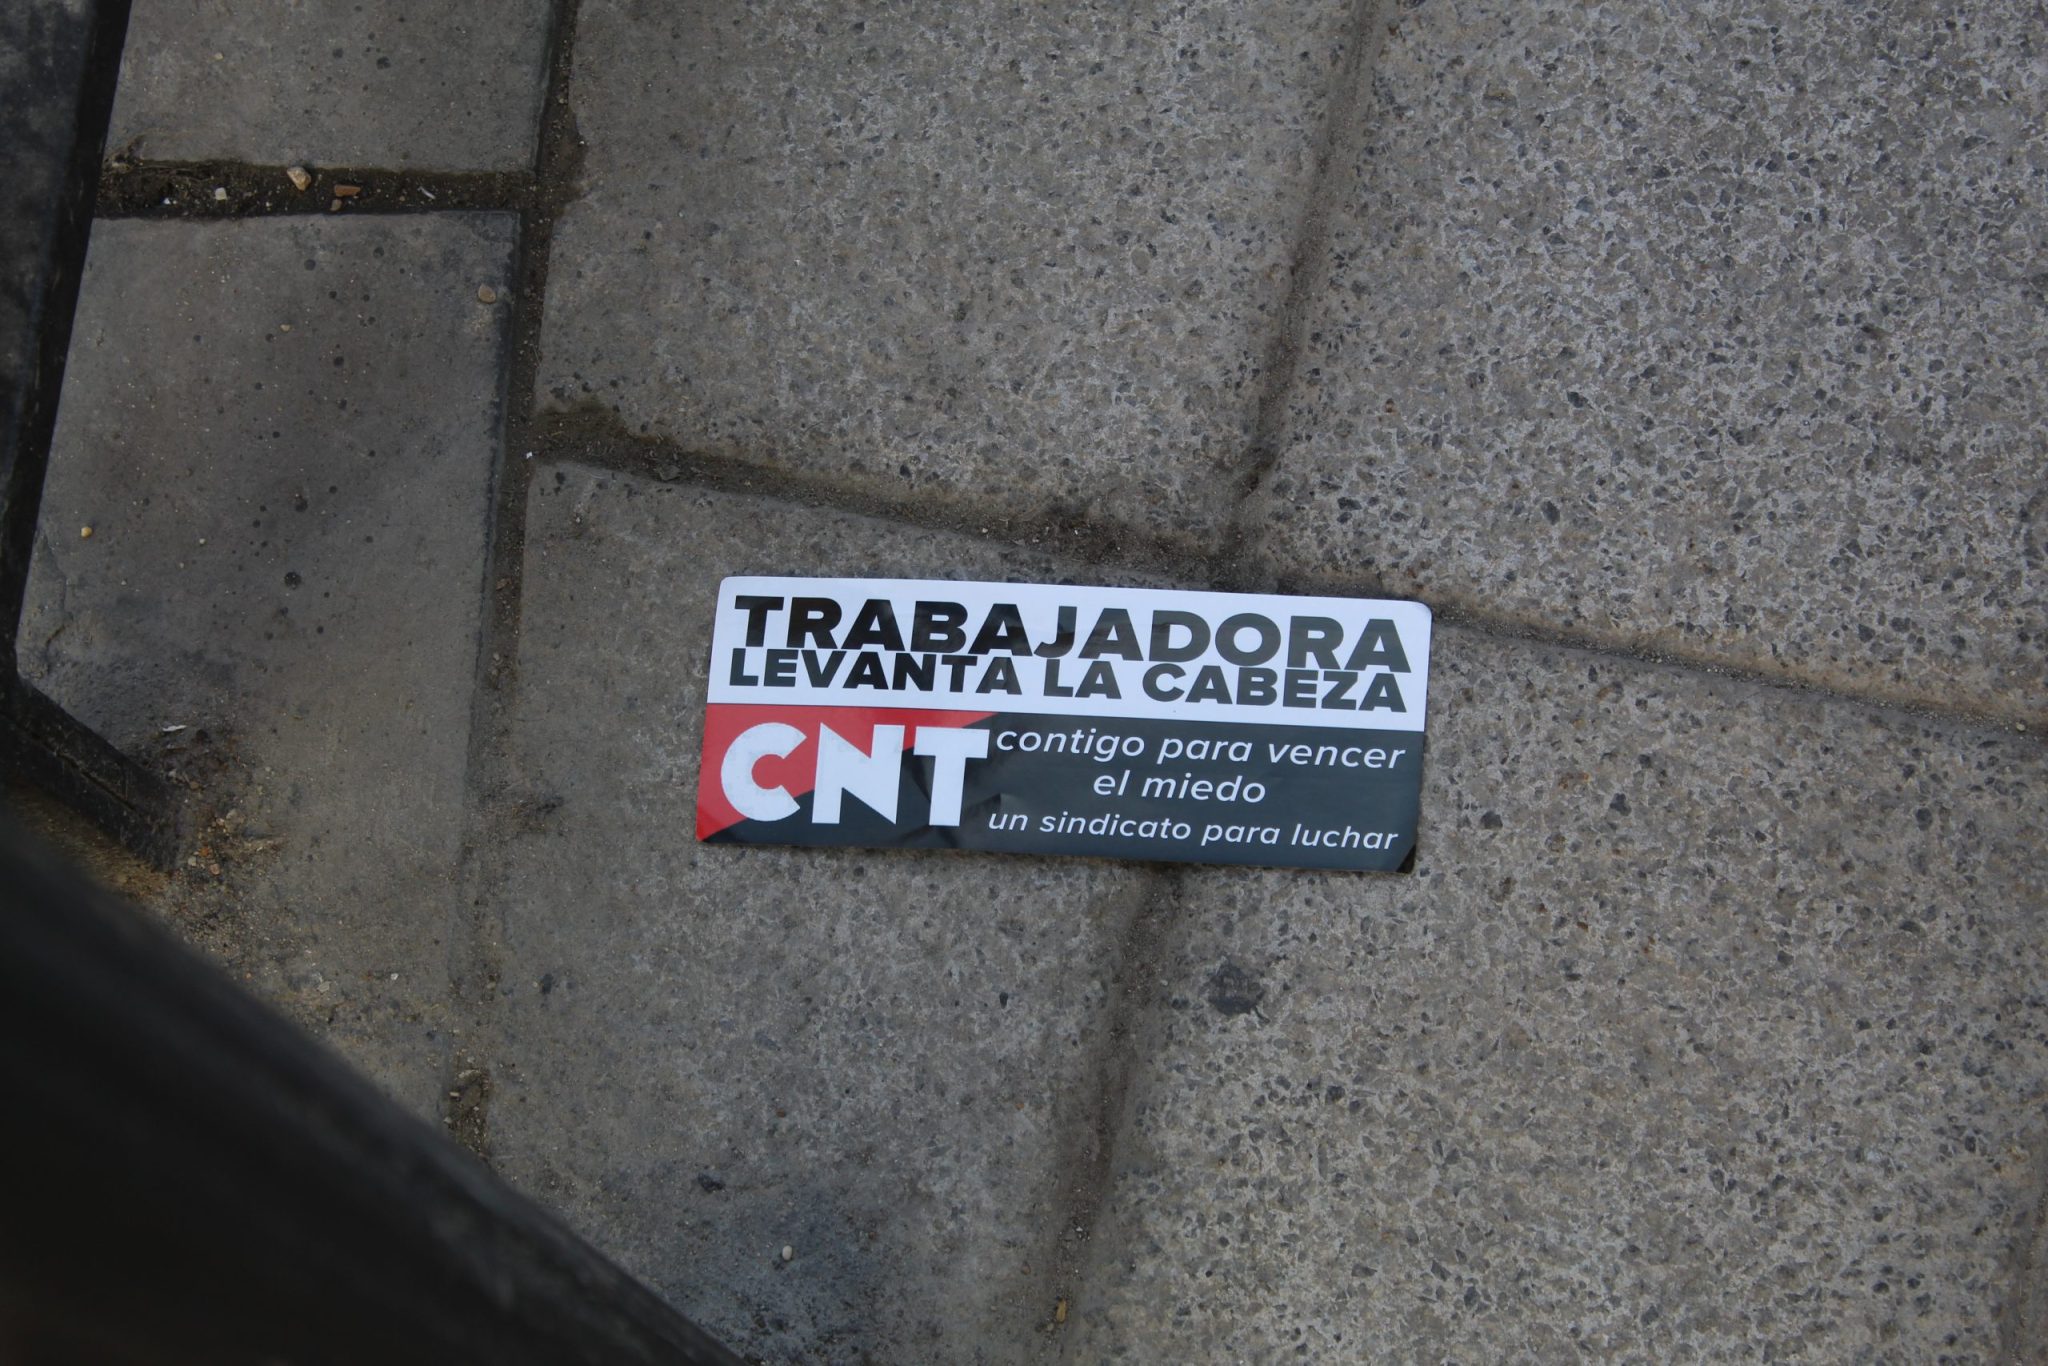 TRABAJADORA
LEVANTA LA CABEZA
CNT
contigo para vencer
el miedo
un sindicato para luchar